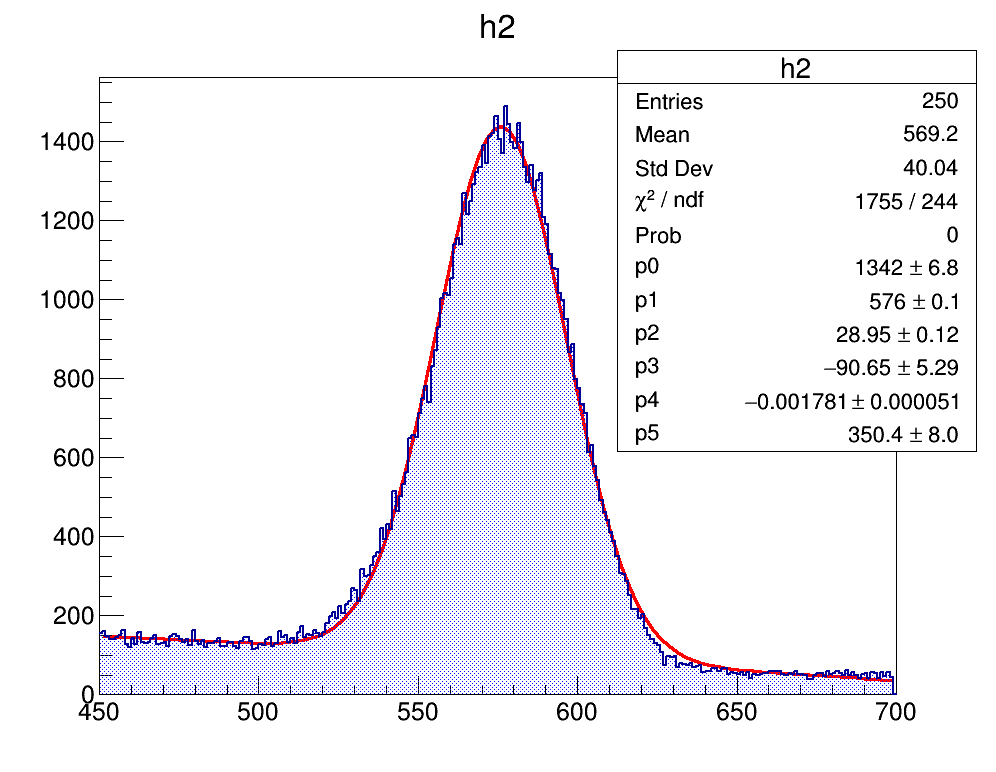 h2
h2
Entries 250
Mean 569.2
Std Dev 40.04
χ² / ndf 1755 / 244
Prob 0
p0 1342 ± 6.8
p1 576 ± 0.1
p2 28.95 ± 0.12
p3 −90.65 ± 5.29
p4 −0.001781 ± 0.000051
p5 350.4 ± 8.0
1400
1200
1000
800
600
400
200
0
450 500 550 600 650 700